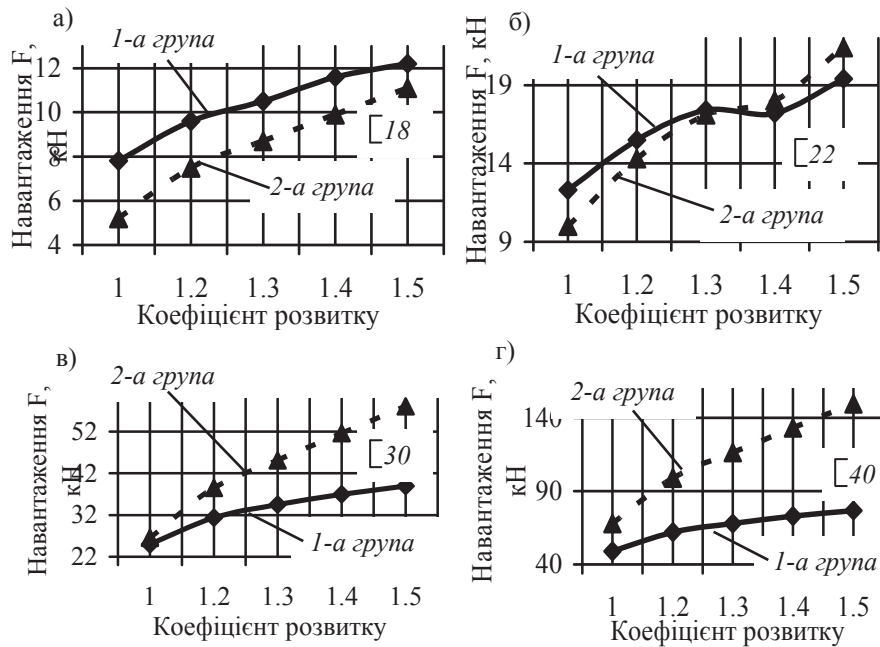 а)
1-а група
Навантаження F,
кН
12
10
8
6
4
⊏18
2-а група
1 1.2 1.3 1.4 1.5
Коефіцієнт розвитку
б)
1-а група
Навантаження F, кН
19
14
9
⊏22
2-а група
1 1.2 1.3 1.4 1.5
Коефіцієнт розвитку
в)
2-а група
Навантаження F,
кН
52
42
32
22
⊏30
1-а група
1 1.2 1.3 1.4 1.5
Коефіцієнт розвитку
г)
2-а група
Навантаження F,
кН
140
90
40
⊏40
1-а група
1 1.2 1.3 1.4 1.5
Коефіцієнт розвитку